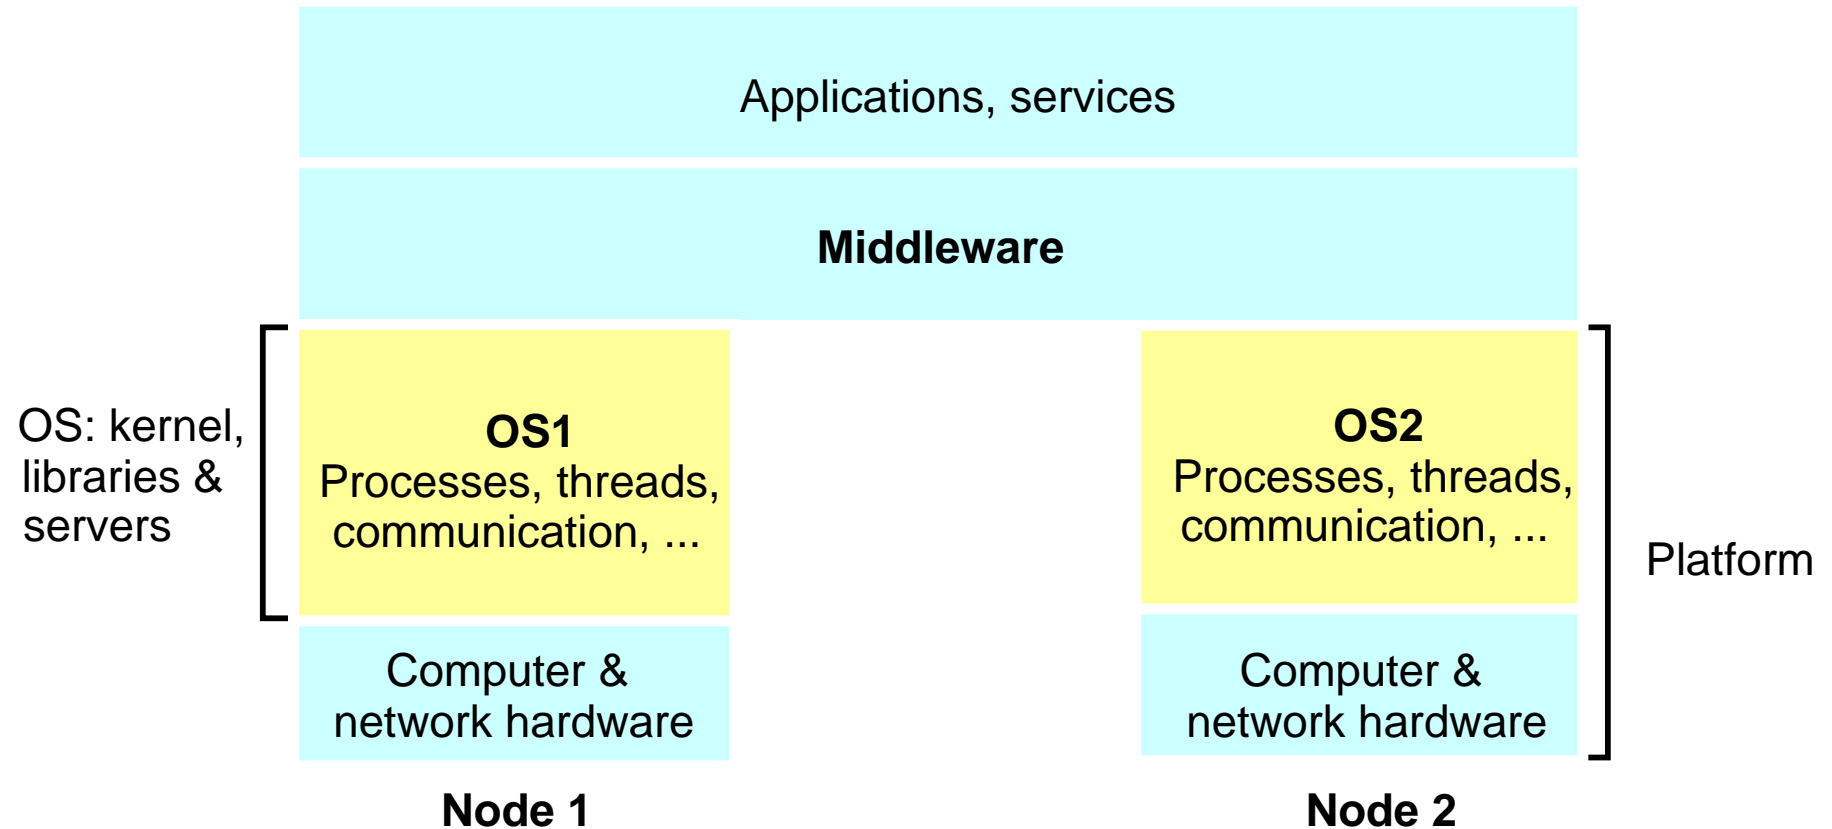 Applications, services
Middleware
OS: kernel,
libraries &
servers
OS1
Processes, threads,
communication, ...
OS2
Processes, threads,
communication, ...
Platform
Computer &
network hardware
Computer &
network hardware
Node 1
Node 2